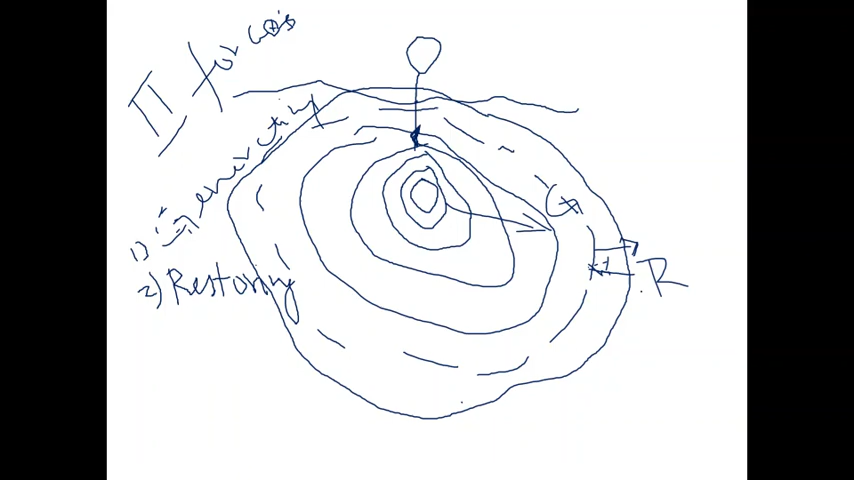 II forces
1) Generating
2) Restoring
G
R